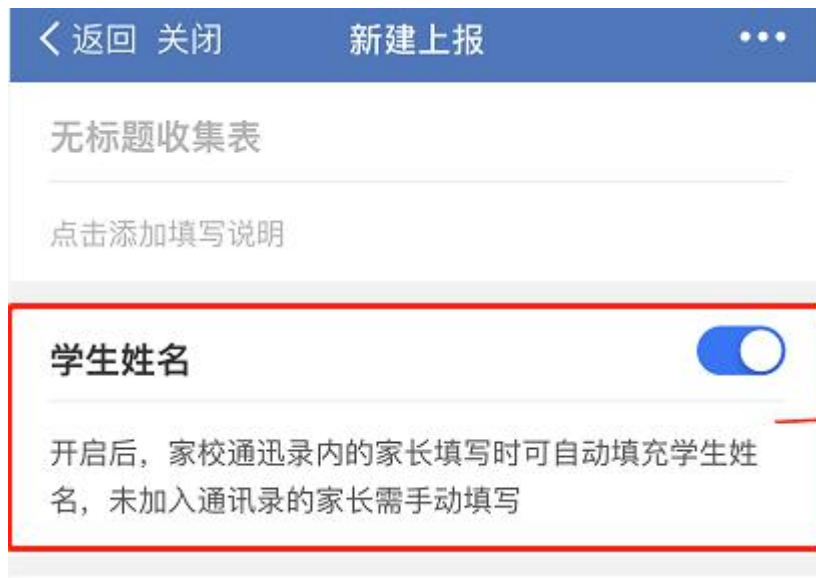 返回 关闭 新建上报
无标题收集表
点击添加填写说明
学生姓名
开启后，家校通迅录内的家长填写时可自动填充学生姓
名，未加入通讯录的家长需手动填写